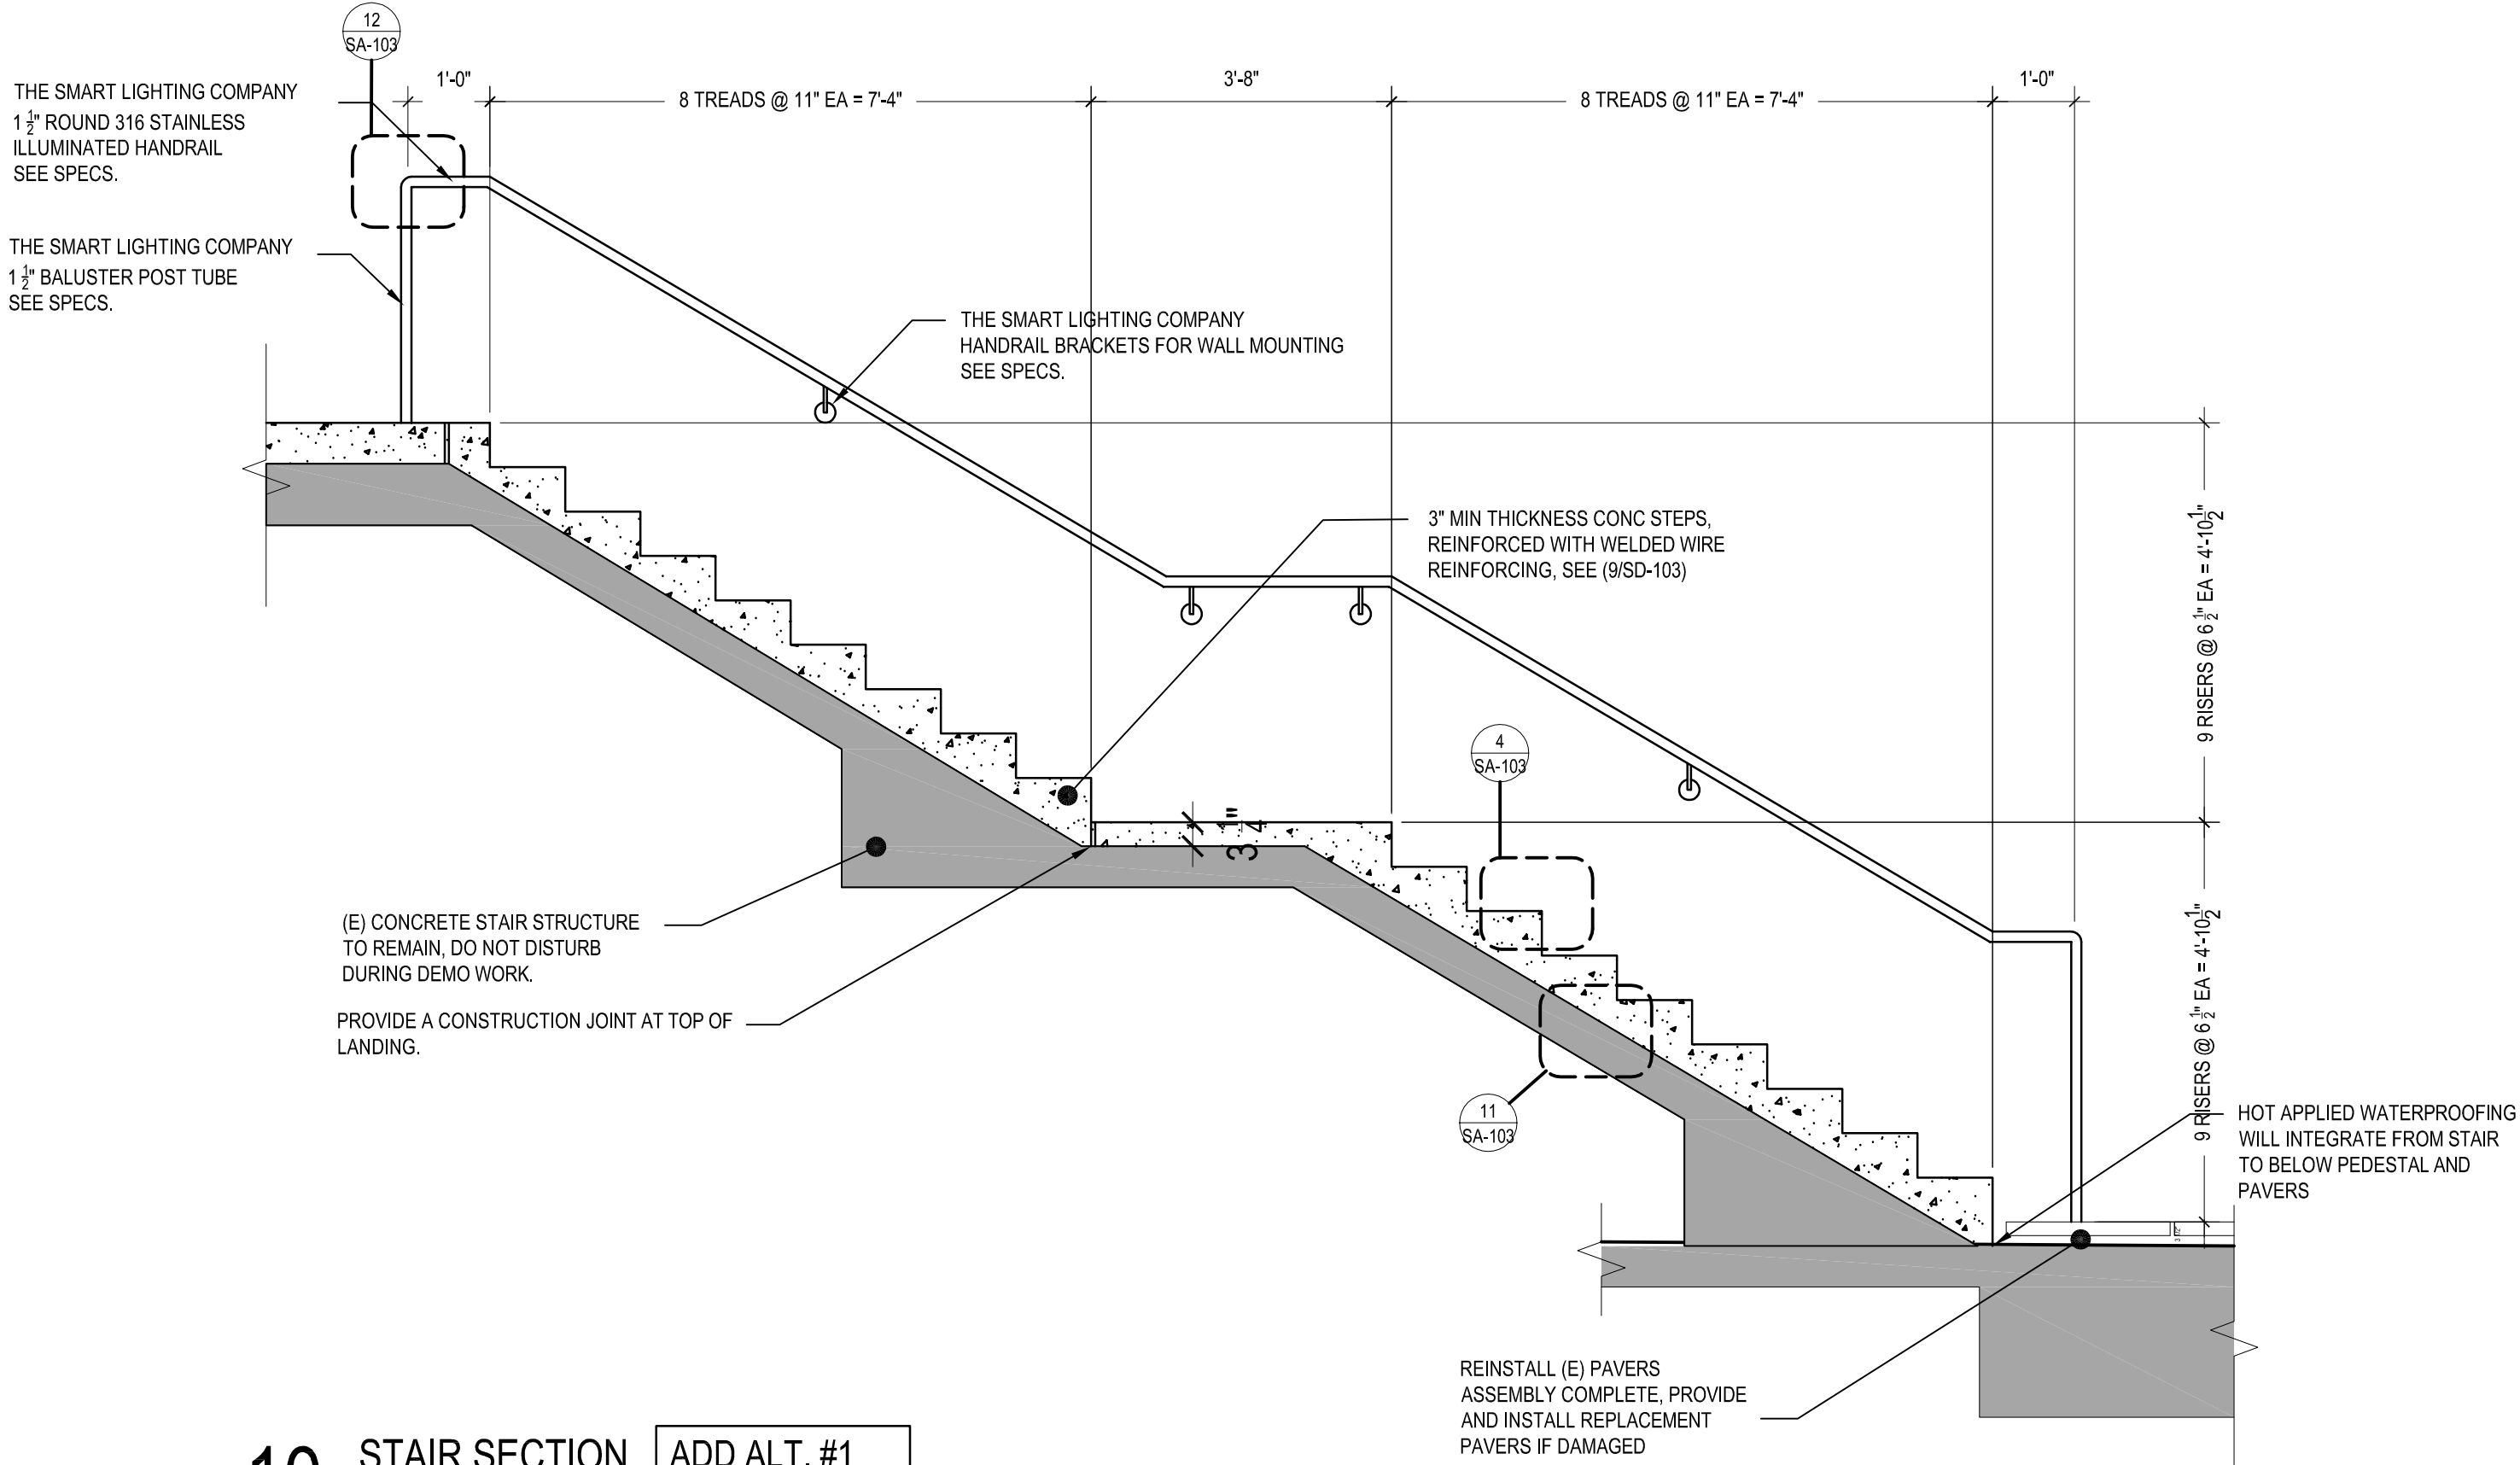 12
SA-103
1'-0"
8 TREADS @ 11" EA = 7'-4"
3'-8"
8 TREADS @ 11" EA = 7'-4"
1'-0"
THE SMART LIGHTING COMPANY
1 1/2" ROUND 316 STAINLESS
ILLUMINATED HANDRAIL
SEE SPECS.
THE SMART LIGHTING COMPANY
1 1/2" BALUSTER POST TUBE
SEE SPECS.
THE SMART LIGHTING COMPANY
HANDRAIL BRACKETS FOR WALL MOUNTING
SEE SPECS.
3" MIN THICKNESS CONC STEPS,
REINFORCED WITH WELDED WIRE
REINFORCING, SEE (9/SD-103)
9 RISERS @ 6 1/2" EA = 4'-10 1/2"
4
SA-103
3 1/4"
(E) CONCRETE STAIR STRUCTURE
TO REMAIN, DO NOT DISTURB
DURING DEMO WORK.
PROVIDE A CONSTRUCTION JOINT AT TOP OF
LANDING.
9 RISERS @ 6 1/2" EA = 4'-10 1/2"
11
SA-103
HOT APPLIED WATERPROOFING
WILL INTEGRATE FROM STAIR
TO BELOW PEDESTAL AND
PAVERS
3 1/2"
REINSTALL (E) PAVERS
ASSEMBLY COMPLETE, PROVIDE
AND INSTALL REPLACEMENT
PAVERS IF DAMAGED
STAIR SECTION
ADD ALT. #1